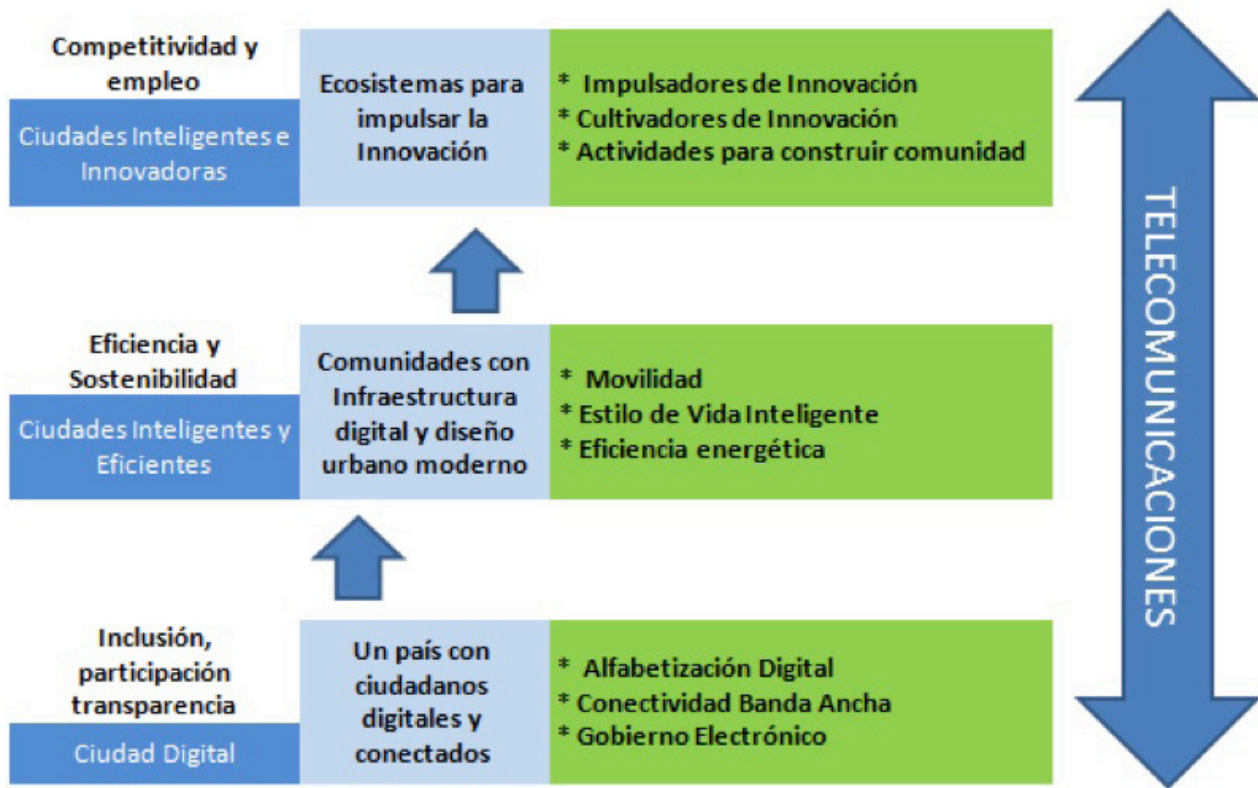 Competitividad y
empleo
Ciudades Inteligentes e
Innovadoras
Ecosistemas para
impulsar la
Innovación
* Impulsadores de Innovación
* Cultivadores de Innovación
* Actividades para construir comunidad
Eficiencia y
Sostenibilidad
Ciudades Inteligentes y
Eficientes
Comunidades con
Infraestructura
digital y diseño
urbano moderno
* Movilidad
* Estilo de Vida Inteligente
* Eficiencia energética
Inclusión,
participación
transparencia
Ciudad Digital
Un país con
ciudadanos
digitales y
conectados
* Alfabetización Digital
* Conectividad Banda Ancha
* Gobierno Electrónico
TELECOMUNICACIONES